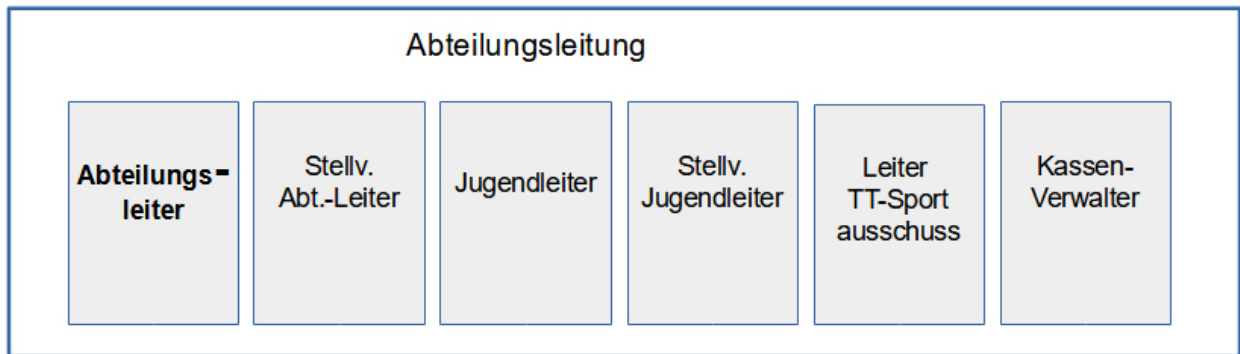 Abteilungsleitung
Abteilungs-
leiter
Stellv.
Abt.-Leiter
Jugendleiter
Stellv.
Jugendleiter
Leiter
TT-Sport
ausschuss
Kassen-
Verwalter